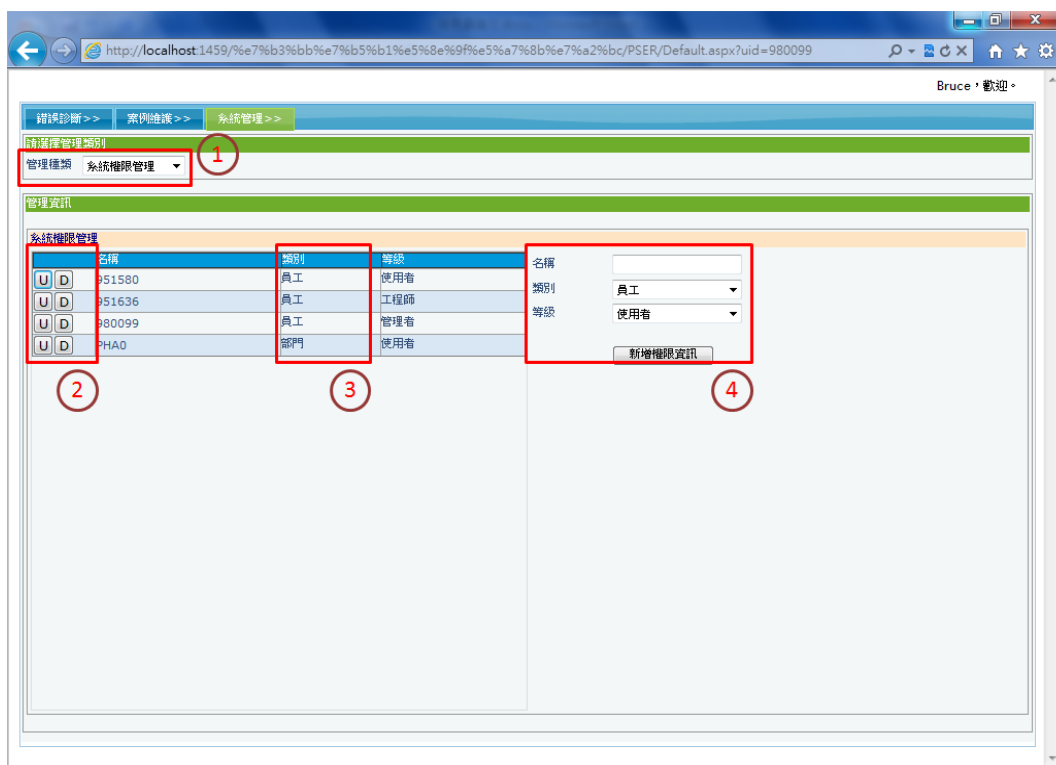 http://localhost:1459/%e7%b3%bb%e7%b5%b1%e5%8e%9f%e5%a7%8b%e7%a2%bc/PSER/Default.aspx?uid=980099
Bruce，歡迎。
錯誤診斷>> 案例維護>> 系統管理>>
請選擇管理類別
1
管理種類 系統權限管理
管理資訊
系統權限管理
名稱 類別 等級
U D 951580 員工 使用者
U D 951636 員工 工程師
U D 980099 員工 管理者
U D PHA0 部門 使用者
名稱
類別 員工
等級 使用者
新增權限資訊
2
3
4